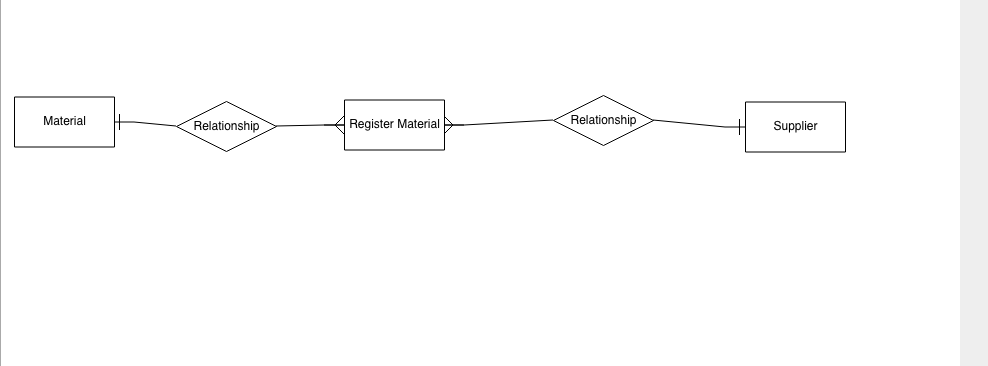 Material
Relationship
Register Material
Relationship
Supplier